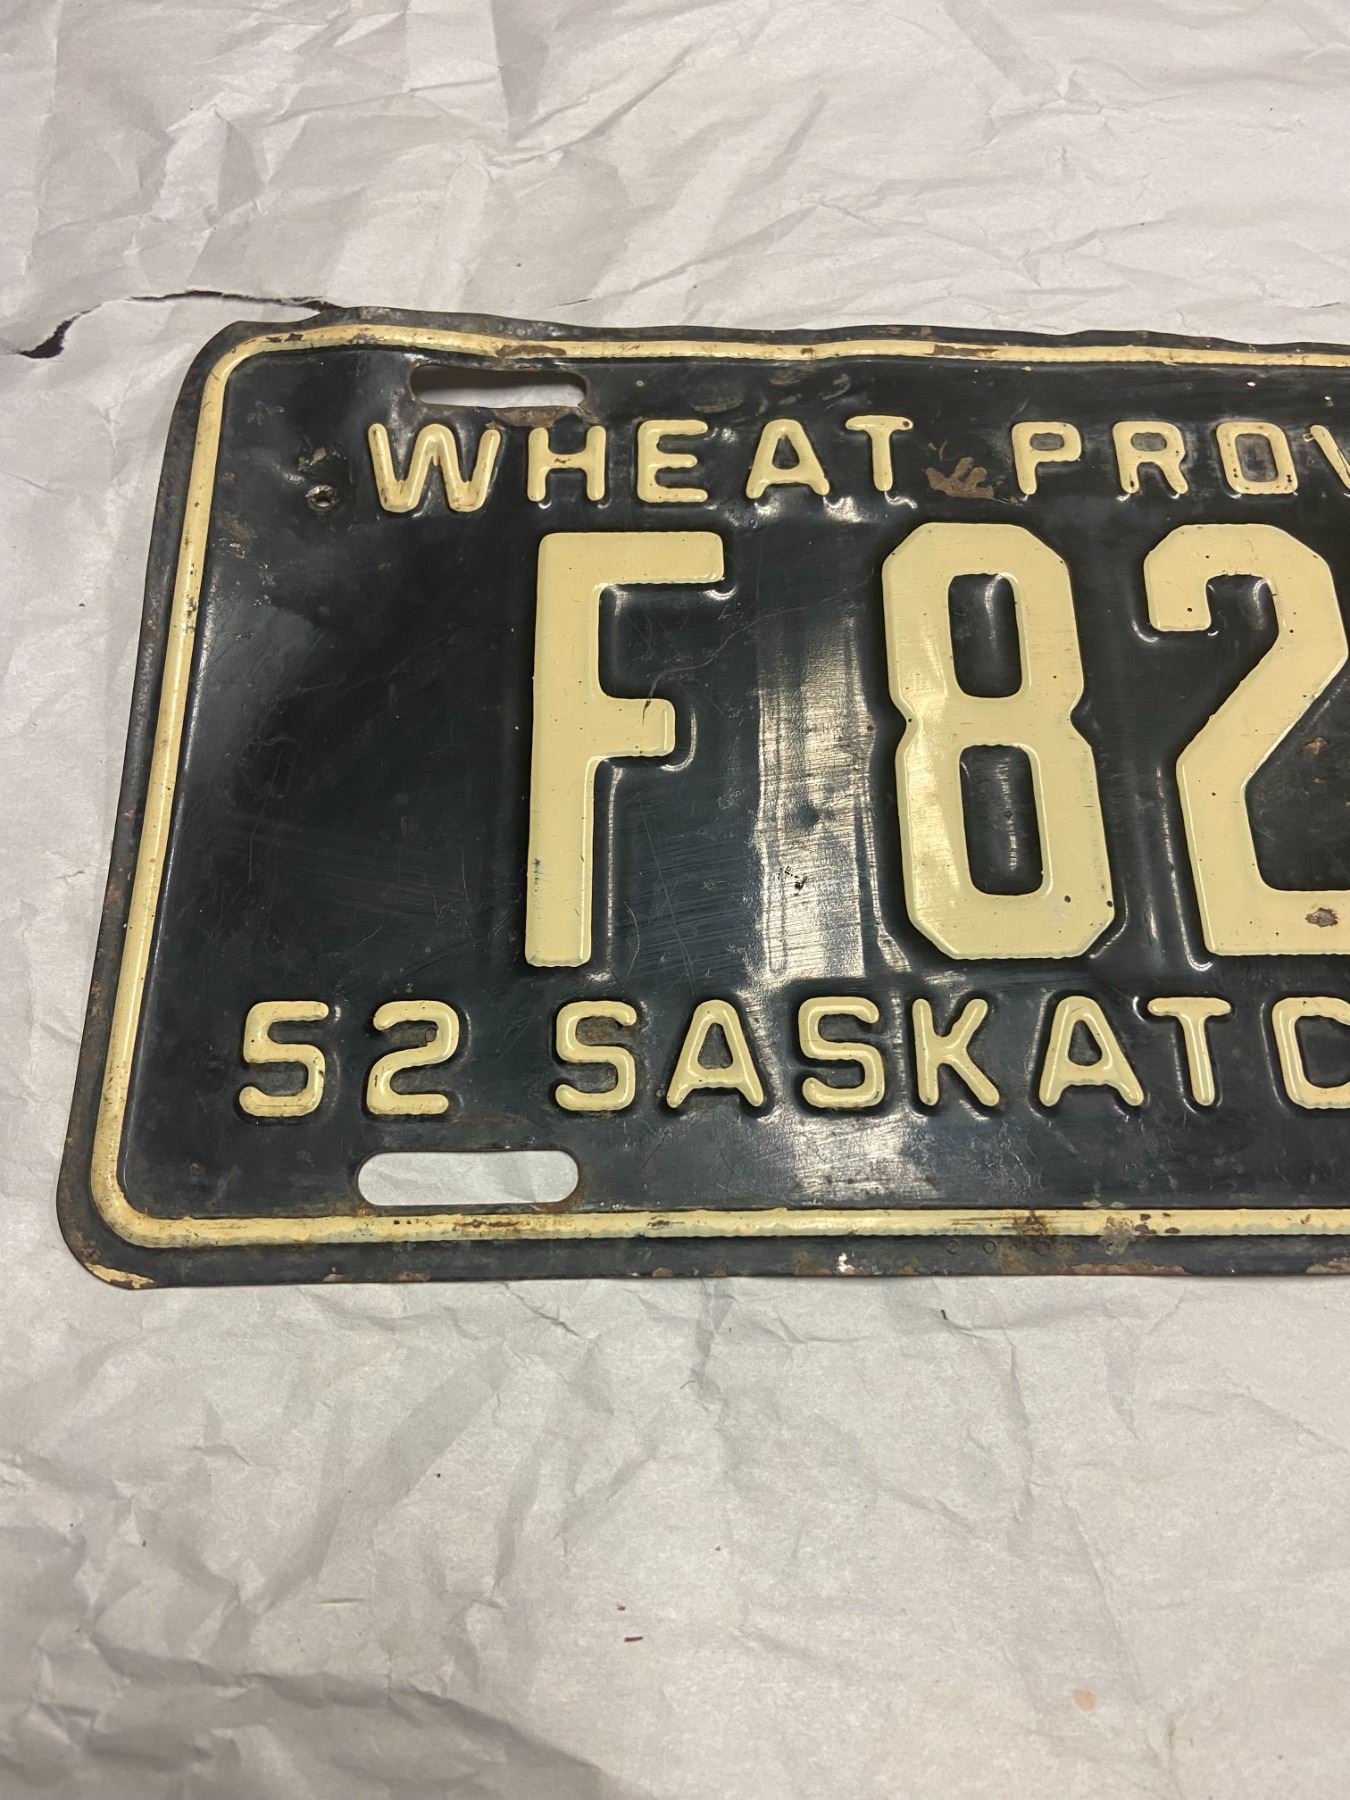 WHEAT PROV
F 82
52 SASKATC